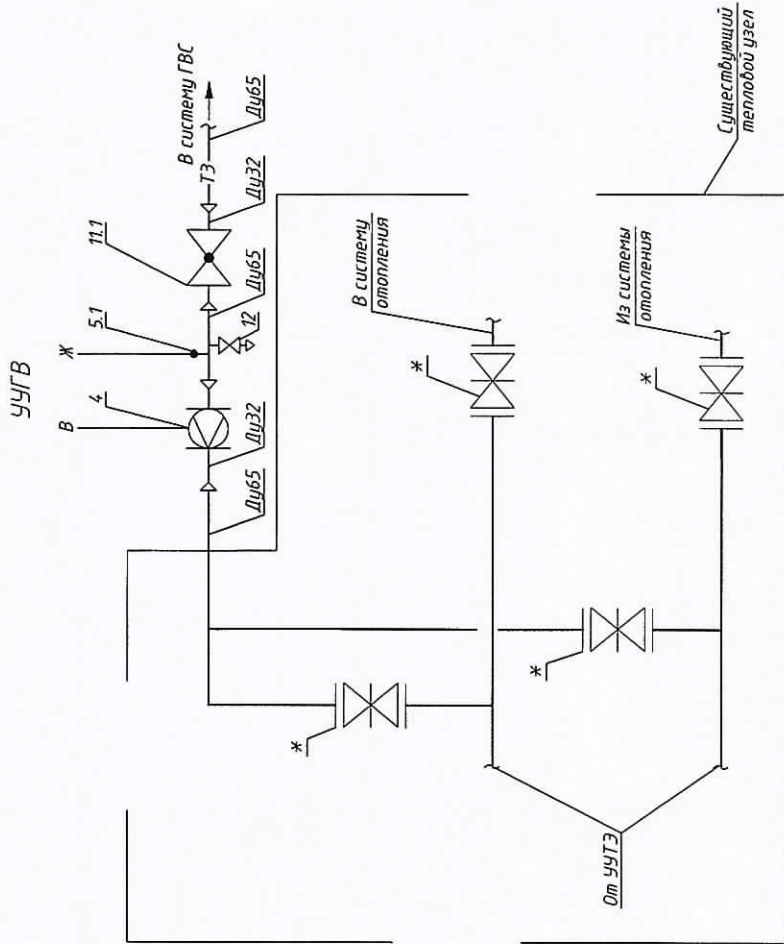 УУГВ
В
4
Ж
5.1
11.1
В систему ГВС
Т3
Ду65
Ду32
12
Ду65
Ду32
Ду65
*
В систему
отопления
*
Из системы
отопления
*
*
От УУТЭ
Существующий
тепловой узел